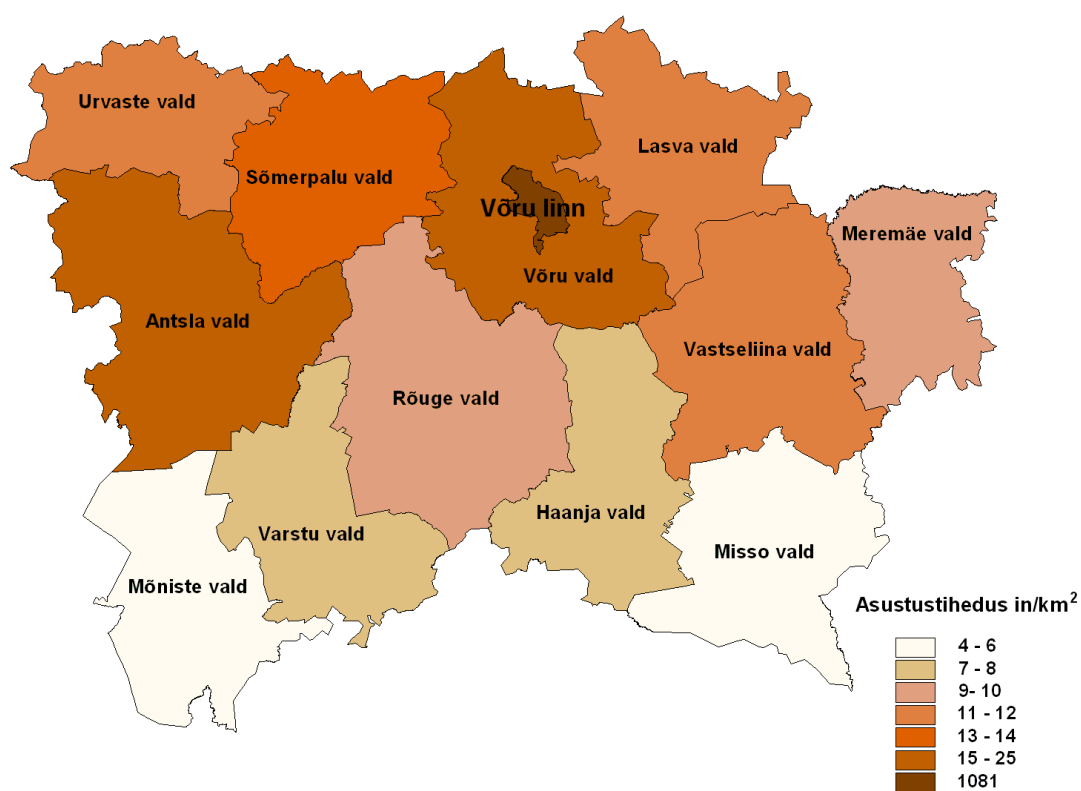 Urvaste vald
Sõmerpalu vald
Lasva vald
Võru linn
Meremäe vald
Võru vald
Antsla vald
Vastseliina vald
Rõuge vald
Haanja vald
Varstu vald
Misso vald
Mõniste vald
Asustustihedus in/km²
4 - 6
7 - 8
9- 10
11 - 12
13 - 14
15 - 25
1081